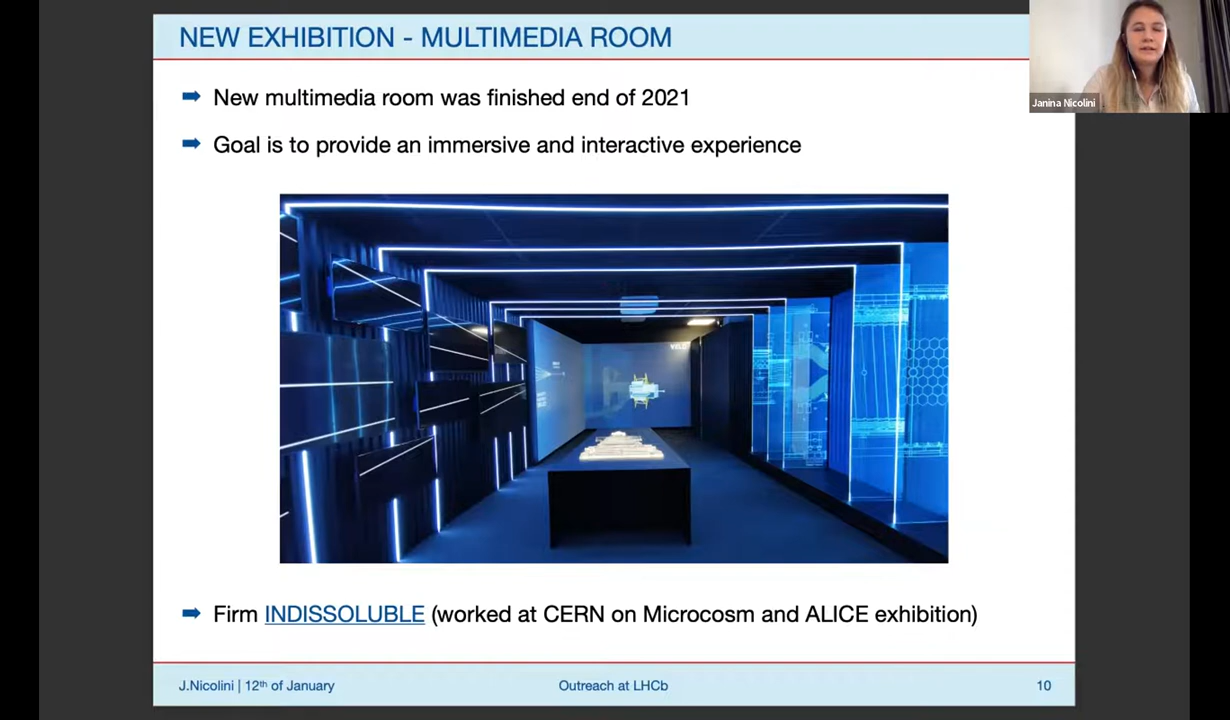 NEW EXHIBITION - MULTIMEDIA ROOM
Janina Nicolini
➡ New multimedia room was finished end of 2021
➡ Goal is to provide an immersive and interactive experience
VELO
➡ Firm INDISSOLUBLE (worked at CERN on Microcosm and ALICE exhibition)
J.Nicolini | 12th of January
Outreach at LHCb
10